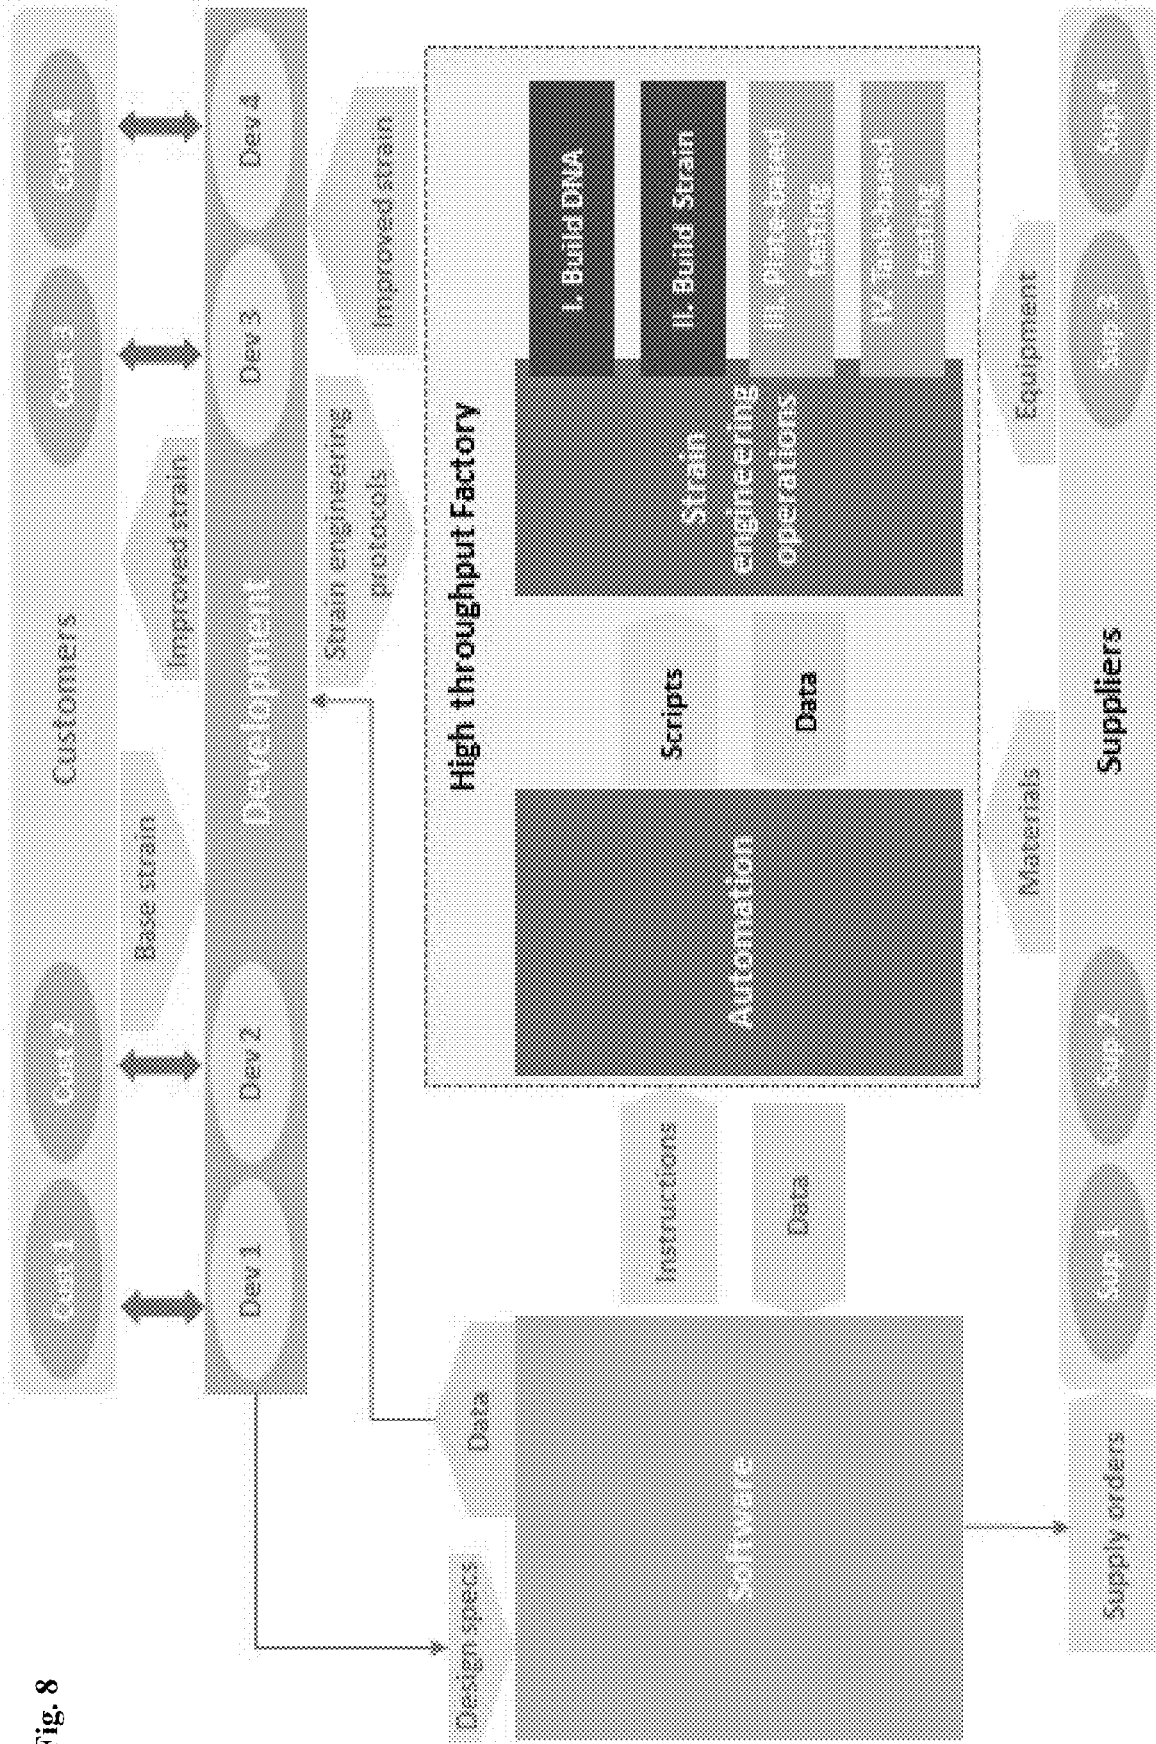 Fig. 8
Customers
Cust 1
Cust 2
Cust 3
Cust 4
Base strain
Improved strain
Dev 1
Dev 2
Development
Dev 3
Dev 4
Strain engineering
protocols
Improved strain
Design specs
Data
Software
Instructions
Data
High throughput Factory
Automation
Scripts
Data
Strain
engineering
operations
I. Build DNA
II. Build Strain
III. Plate-based
testing
IV. Tank-based
testing
Materials
Equipment
Supply orders
Sup 1
Sup 2
Suppliers
Sup 3
Sup 4